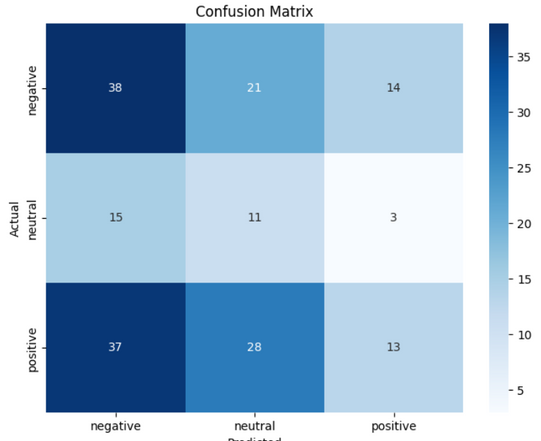 Confusion Matrix
negative 38 21 14
Actual
neutral 15 11 3
positive 37 28 13
negative neutral positive
Predicted
35
30
25
20
15
10
5